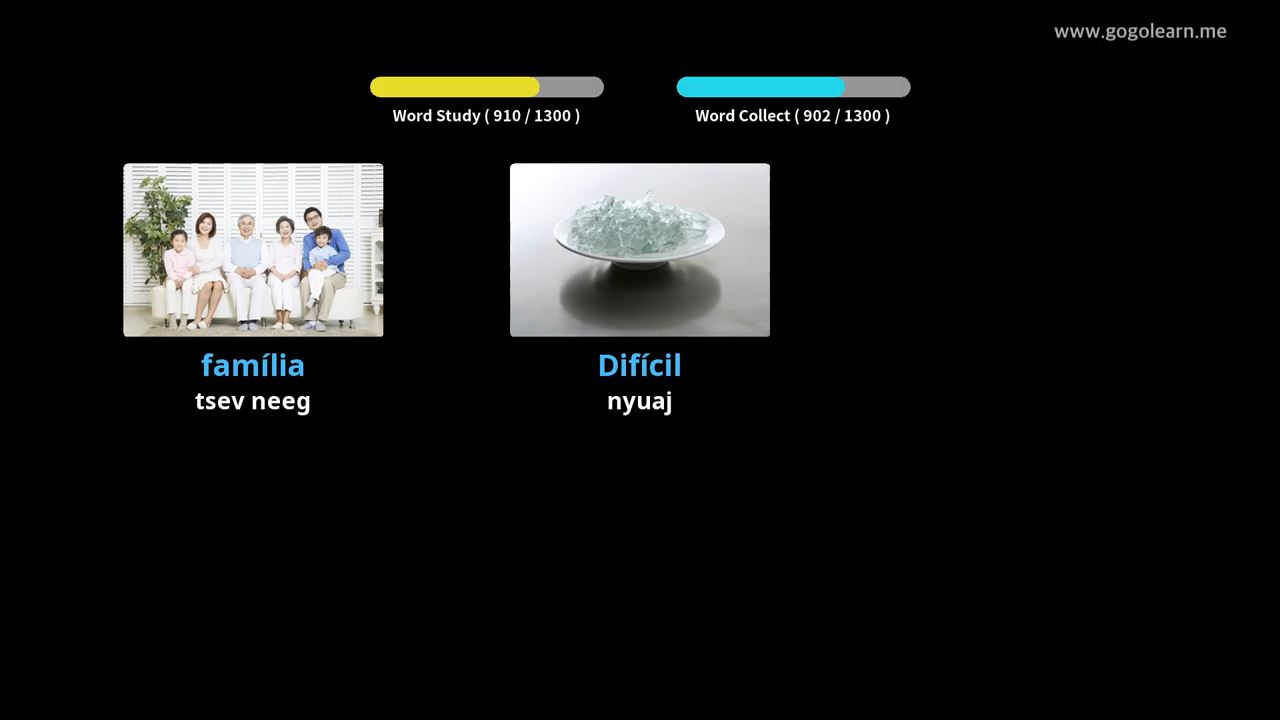 www.gogolearn.me
Word Study ( 910 / 1300 )
Word Collect ( 902 / 1300 )
família
tsev neeg
Difícil
nyuaj